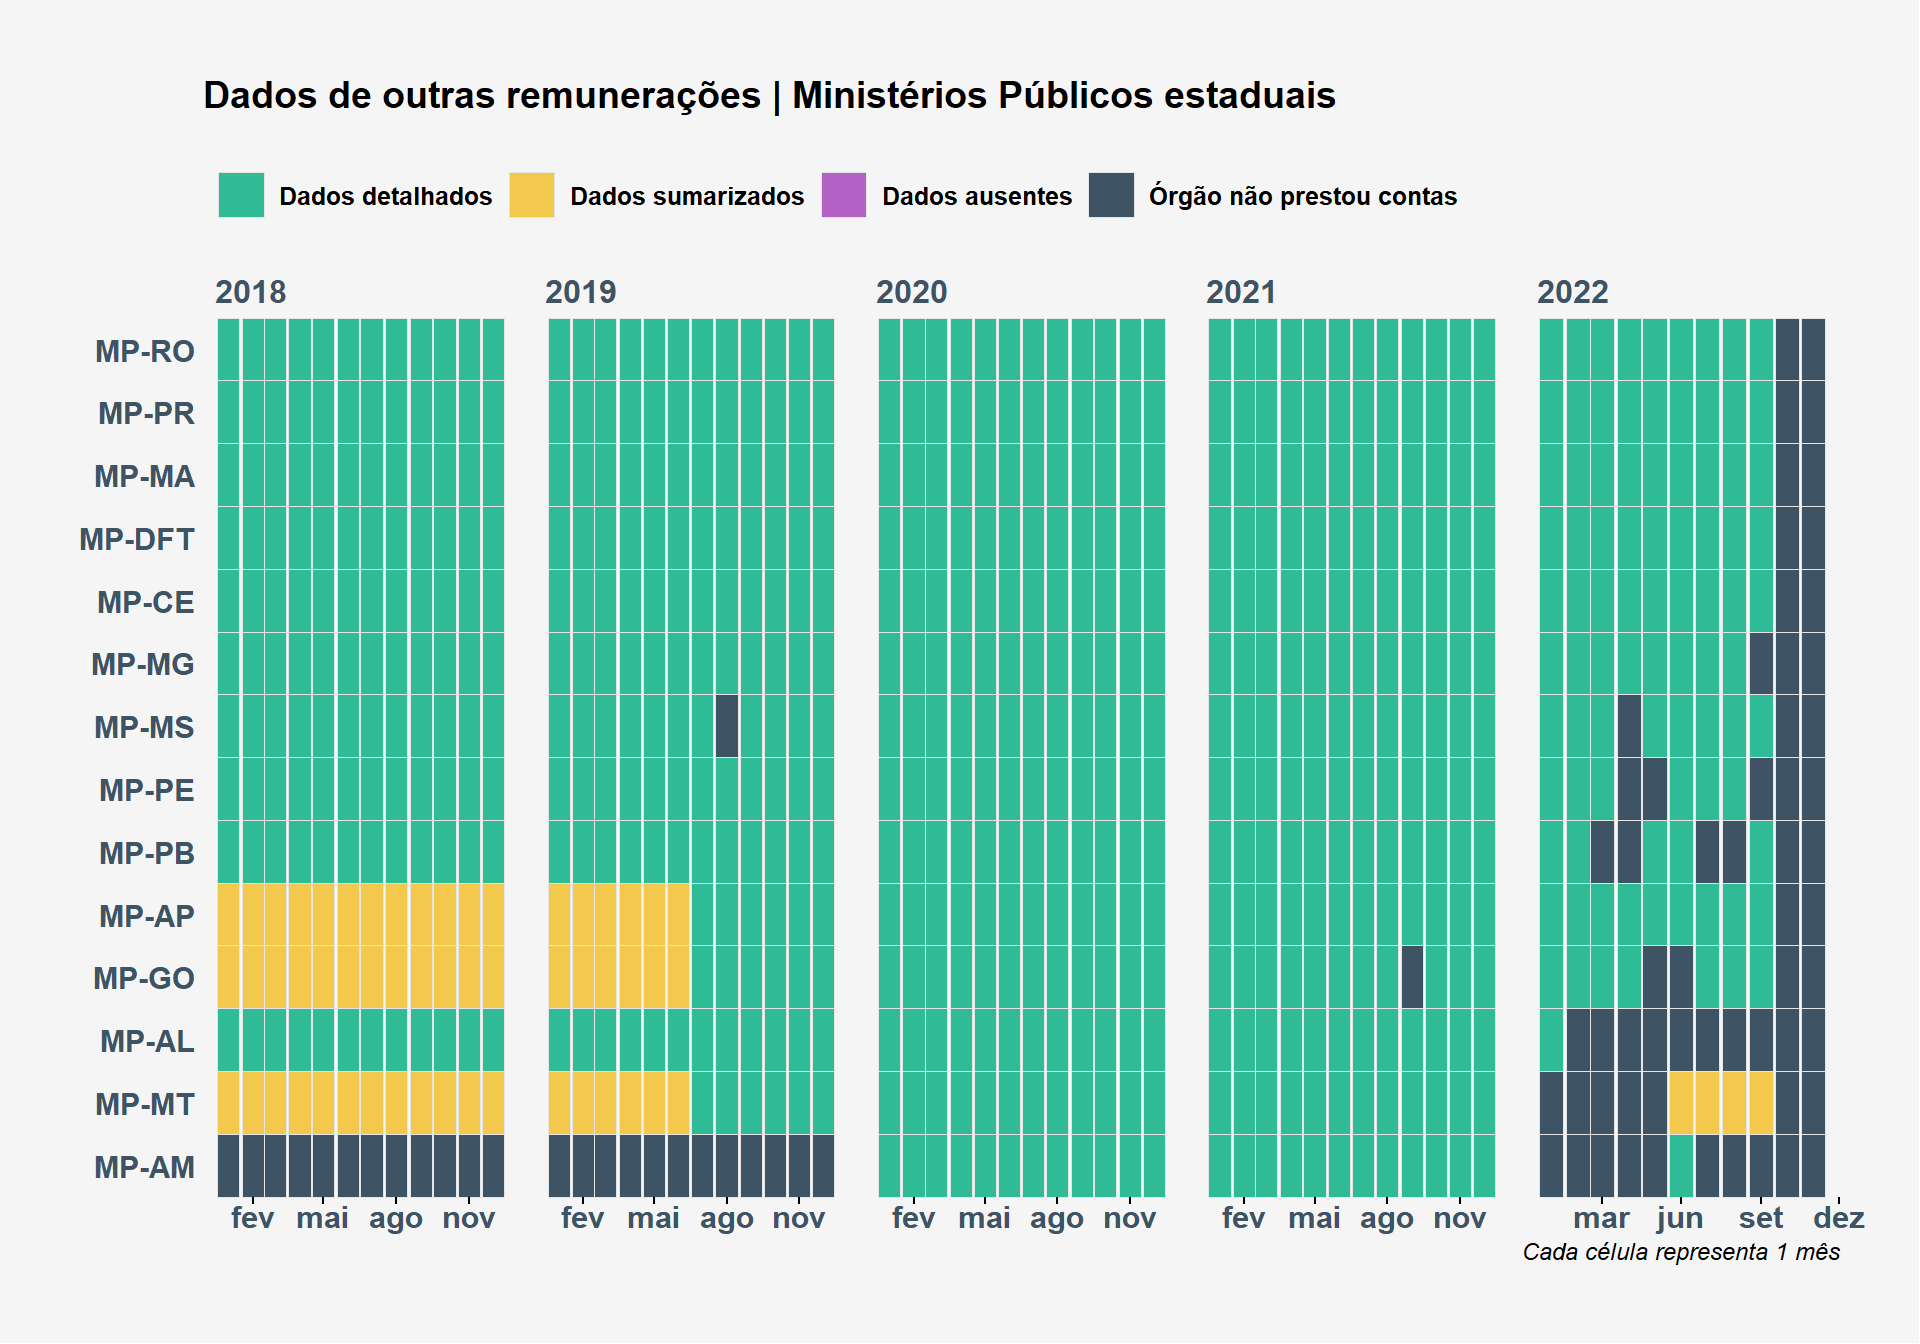 Dados de outras remunerações | Ministérios Públicos estaduais
Dados detalhados Dados sumarizados Dados ausentes Órgão não prestou contas
2018 2019 2020 2021 2022
MP-RO
MP-PR
MP-MA
MP-DFT
MP-CE
MP-MG
MP-MS
MP-PE
MP-PB
MP-AP
MP-GO
MP-AL
MP-MT
MP-AM
fev mai ago nov fev mai ago nov fev mai ago nov fev mai ago nov mar jun set dez
Cada célula representa 1 mês